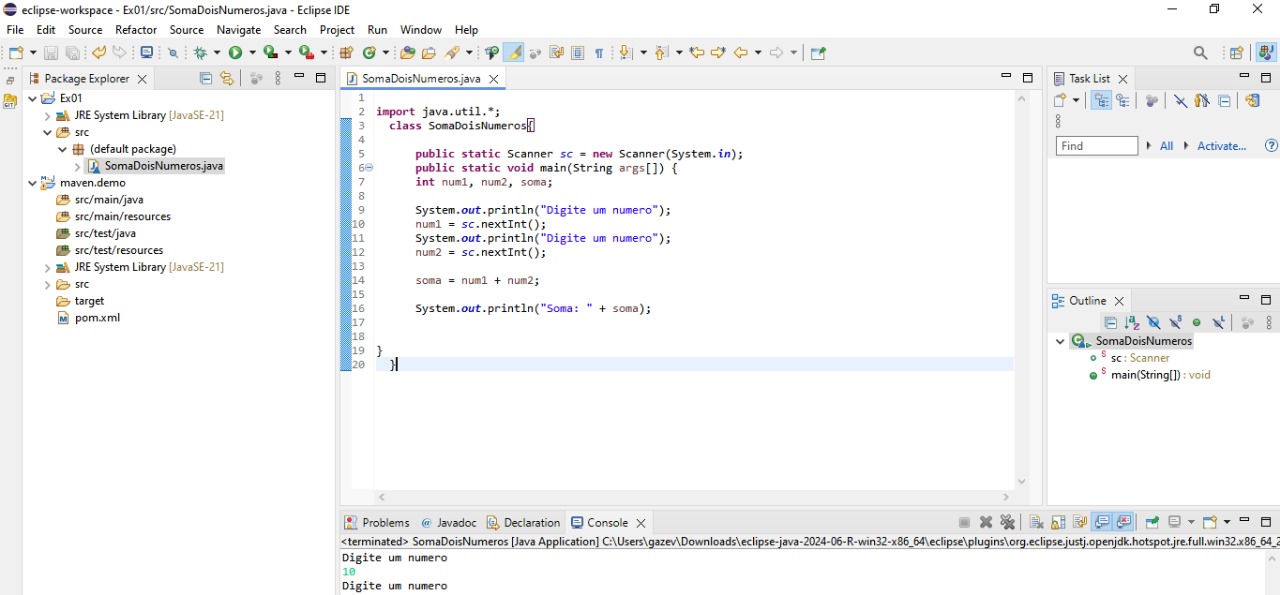 eclipse-workspace - Ex01/src/SomaDoisNumeros.java - Eclipse IDE
File Edit Source Refactor Source Navigate Search Project Run Window Help
Package Explorer
Ex01
JRE System Library [JavaSE-21]
src
(default package)
SomaDoisNumeros.java
maven.demo
src/main/java
src/main/resources
src/test/java
src/test/resources
JRE System Library [JavaSE-21]
src
target
pom.xml
SomaDoisNumeros.java
1
2 import java.util.*;
3 class SomaDoisNumeros{
4
5 public static Scanner sc = new Scanner(System.in);
6 public static void main(String args[]) {
7 int num1, num2, soma;
8
9 System.out.println("Digite um numero");
10 num1 = sc.nextInt();
11 System.out.println("Digite um numero");
12 num2 = sc.nextInt();
13
14 soma = num1 + num2;
15
16 System.out.println("Soma: " + soma);
17
18
19 }
20 }
Task List
Find All Activate...
Outline
SomaDoisNumeros
sc : Scanner
main(String[]) : void
Problems Javadoc Declaration Console
<terminated> SomaDoisNumeros [Java Application] C:\Users\gazev\Downloads\eclipse-java-2024-06-R-win32-x86_64\eclipse\plugins\org.eclipse.justj.openjdk.hotspot.jre.full.win32.x86_64_2
Digite um numero
10
Digite um numero